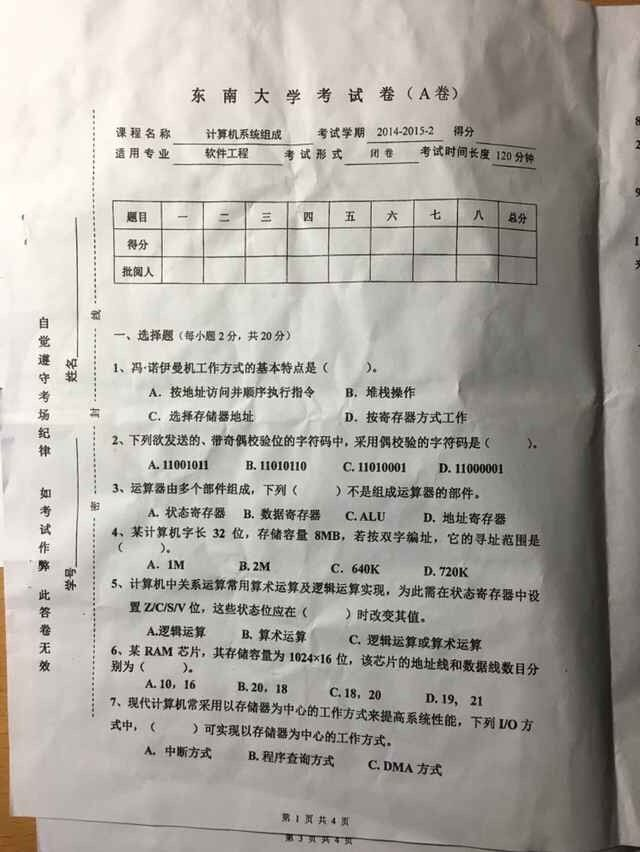 东南大学考试卷（A卷）
课程名称 计算机系统组成 考试学期 2014-2015-2 得分
适用专业 软件工程 考试形式 闭卷 考试时间长度 120分钟
题目 一 二 三 四 五 六 七 八 总分
得分
批阅人
一、选择题（每小题2分，共20分）
1、冯·诺伊曼机工作方式的基本特点是（ ）。
A．按地址访问并顺序执行指令 B．堆栈操作
C．选择存储器地址 D．按寄存器方式工作
2、下列欲发送的、带奇偶校验位的字符码中，采用偶校验的字符码是（ ）。
A. 11001011 B. 11010110 C. 11010001 D. 11000001
3、运算器由多个部件组成，下列（ ）不是组成运算器的部件。
A．状态寄存器 B．数据寄存器 C. ALU D．地址寄存器
4、某计算机字长 32 位，存储容量 8MB，若按双字编址，它的寻址范围是
（ ）。
A．1M B. 2M C．640K D. 720K
5、计算机中关系运算常用算术运算及逻辑运算实现，为此需在状态寄存器中设
置 Z/C/S/V 位，这些状态位应在（ ）时改变其值。
A.逻辑运算 B, 算术运算 C. 逻辑运算或算术运算
6、某 RAM 芯片，其存储容量为 1024×16 位，该芯片的地址线和数据线数目分
别为（ ）。
A. 10，16 B. 20，18 C. 18，20 D. 19， 21
7、现代计算机常采用以存储器为中心的工作方式来提高系统性能，下列 I/O 方
式中，（ ）可实现以存储器为中心的工作方式。
A．中断方式 B. 程序查询方式 C. DMA 方式
第 1 页 共 4 页
第 3 页 共 4 页
自觉遵守考场纪律 如考试作弊 此答卷无效
姓名
学号
线
封
密